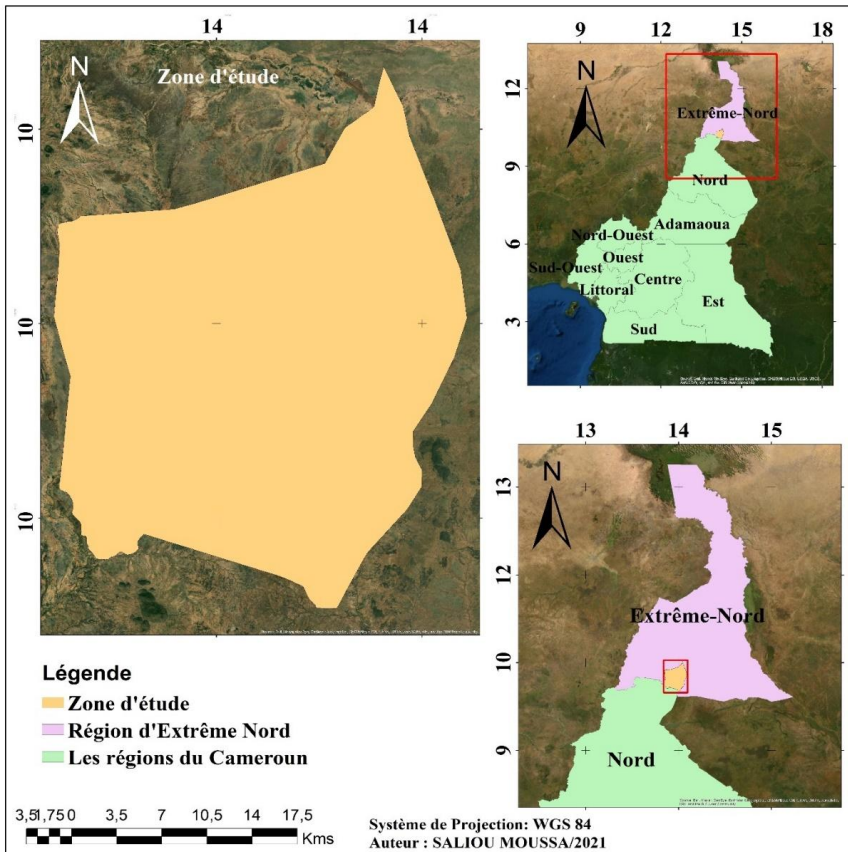 14 14
N
Zone d'étude
10
10
10
9 12 15 18
N
12
9
6
3
Extrême-Nord
Nord
Adamaoua
Nord-Ouest
Ouest
Sud-Ouest
Centre
Littoral
Est
Sud
13 14 15
N
13
12
10
9
Extrême-Nord
Nord
Légende
Zone d'étude
Région d'Extrême Nord
Les régions du Cameroun
3,5 1,75 0 3,5 7 10,5 14 17,5
Kms
Système de Projection: WGS 84
Auteur : SALIOU MOUSSA/2021